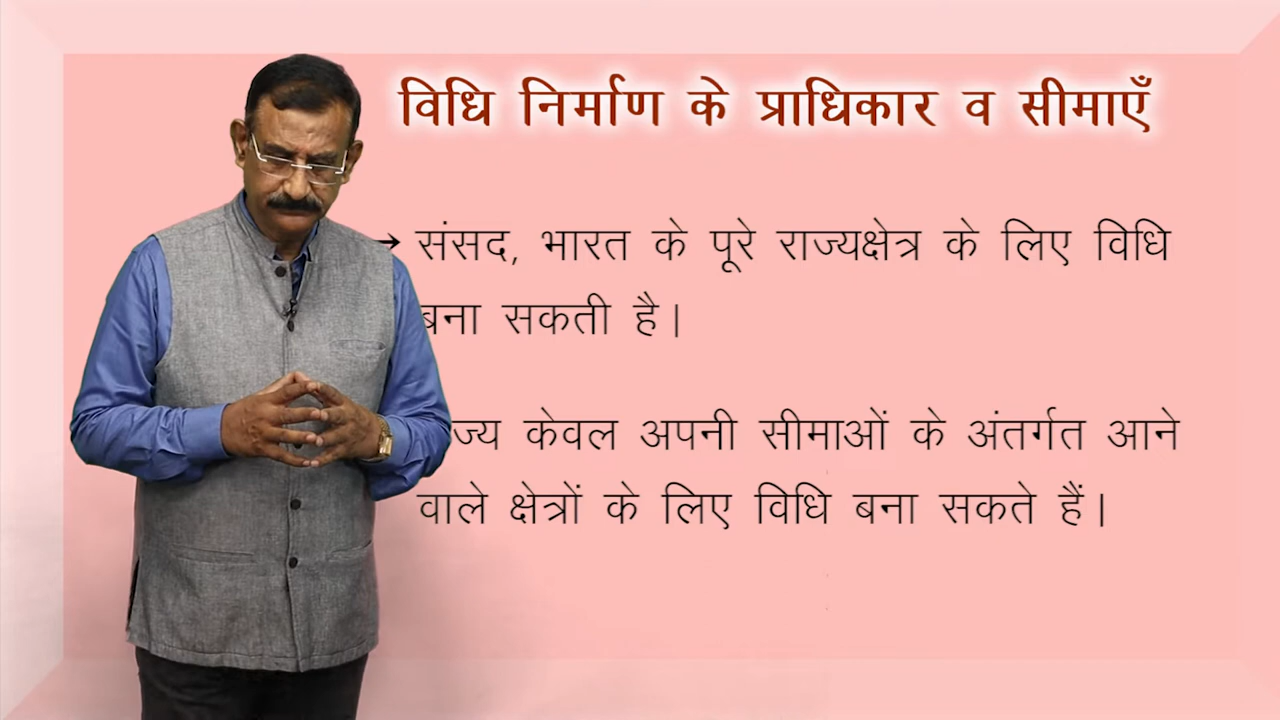 विधि निर्माण के प्राधिकार व सीमाएँ
→ संसद, भारत के पूरे राज्यक्षेत्र के लिए विधि
बना सकती है।
केवल अपनी सीमाओं के अंतर्गत आने
वाले क्षेत्रों के लिए विधि बना सकते हैं।